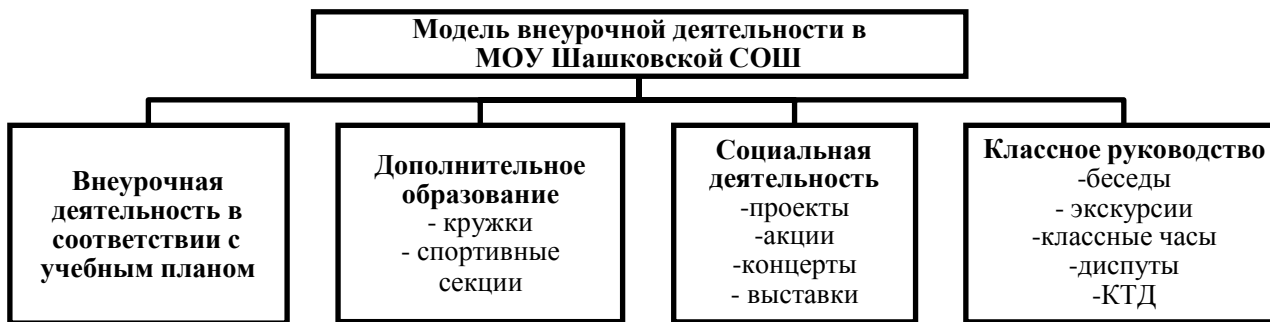 Модель внеурочной деятельности в
МОУ Шашковской СОШ
Внеурочная
деятельность в
соответствии с
учебным планом
Дополнительное
образование
- кружки
- спортивные
секции
Социальная
деятельность
-проекты
-акции
-концерты
- выставки
Классное руководство
-беседы
- экскурсии
-классные часы
-диспуты
-КТД